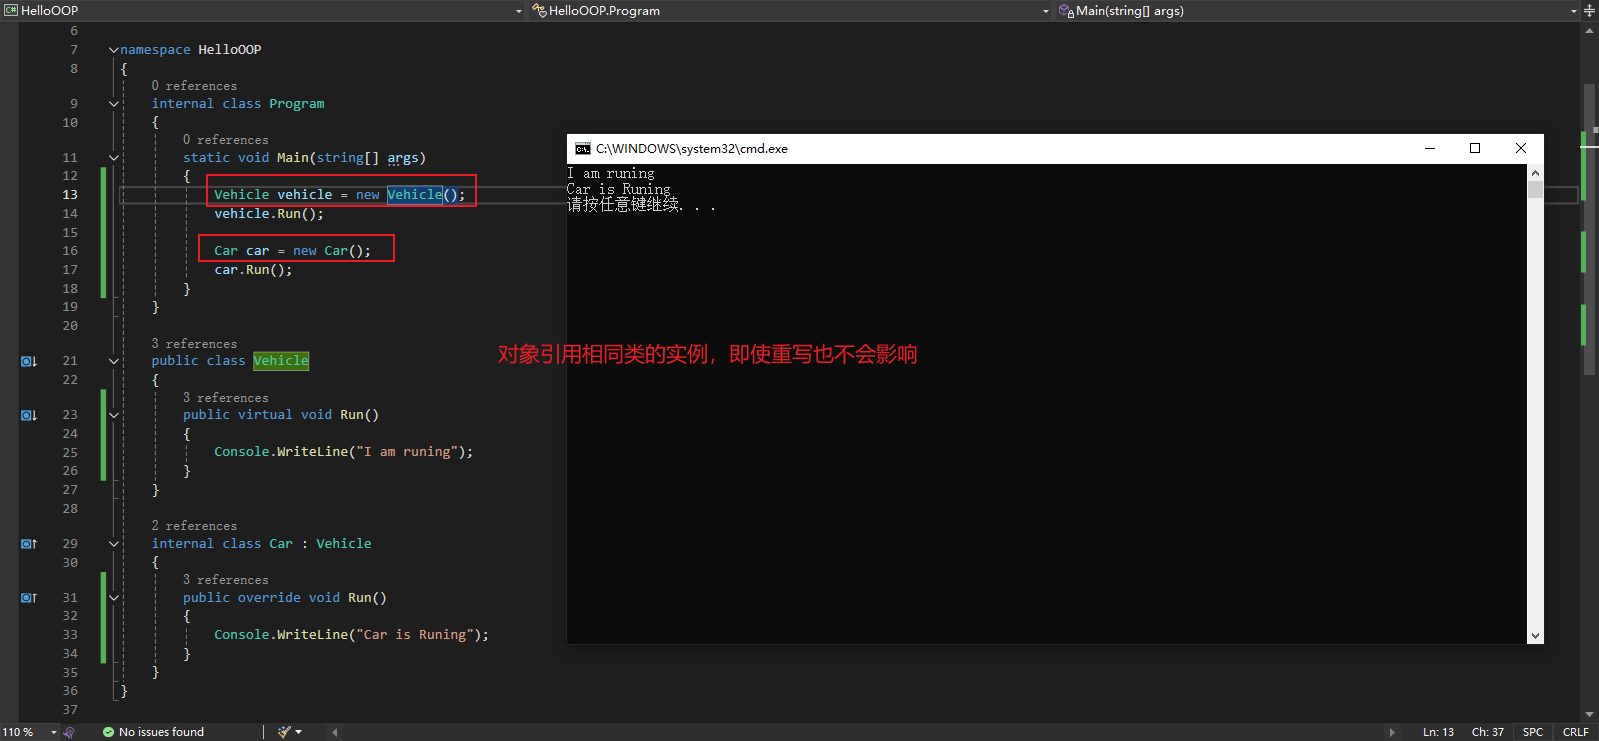 HelloOOP
HelloOOP.Program
Main(string[] args)
6
7 namespace HelloOOP
8 {
0 references
9 internal class Program
10 {
0 references
11 static void Main(string[] args)
12 {
13 Vehicle vehicle = new Vehicle();
14 vehicle.Run();
15
16 Car car = new Car();
17 car.Run();
18 }
19 }
20
3 references
21 public class Vehicle
22 {
3 references
23 public virtual void Run()
24 {
25 Console.WriteLine("I am runing");
26 }
27 }
28
2 references
29 internal class Car : Vehicle
30 {
3 references
31 public override void Run()
32 {
33 Console.WriteLine("Car is Runing");
34 }
35 }
36 }
37
C:\WINDOWS\system32\cmd.exe
I am runing
Car is Runing
请按任意键继续. . .
对象引用相同类的实例，即使重写也不会影响
110 %
No issues found
Ln: 13
Ch: 37
SPC
CRLF